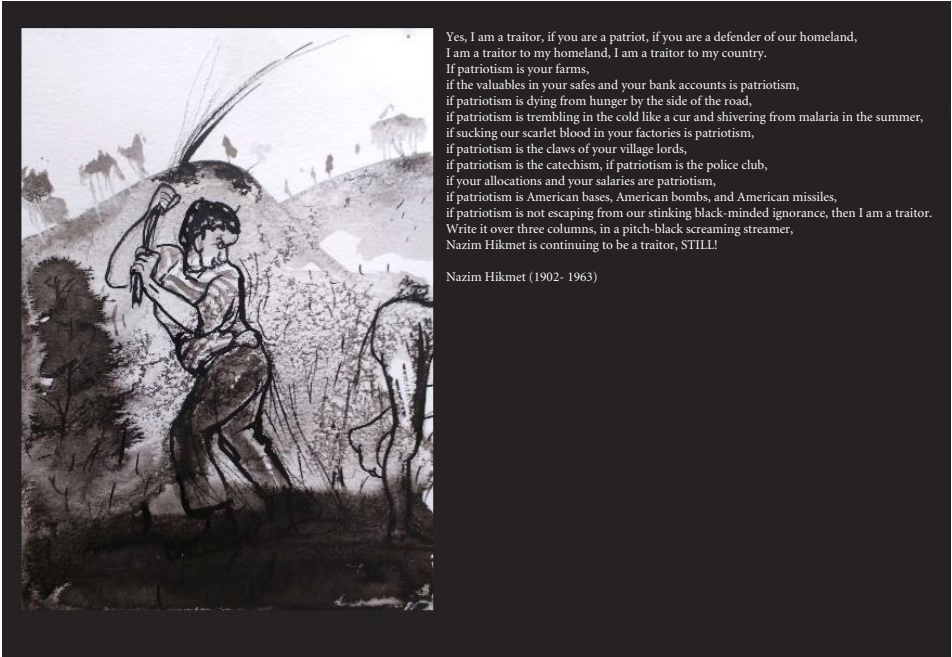 Yes, I am a traitor, if you are a patriot, if you are a defender of our homeland,
I am a traitor to my homeland, I am a traitor to my country.
If patriotism is your farms,
if the valuables in your safes and your bank accounts is patriotism,
if patriotism is dying from hunger by the side of the road,
if patriotism is trembling in the cold like a cur and shivering from malaria in the summer,
if sucking our scarlet blood in your factories is patriotism,
if patriotism is the claws of your village lords,
if patriotism is the catechism, if patriotism is the police club,
if your allocations and your salaries are patriotism,
if patriotism is American bases, American bombs, and American missiles,
if patriotism is not escaping from our stinking black-minded ignorance, then I am a traitor.
Write it over three columns, in a pitch-black screaming streamer,
Nazim Hikmet is continuing to be a traitor, STILL!
Nazim Hikmet (1902- 1963)